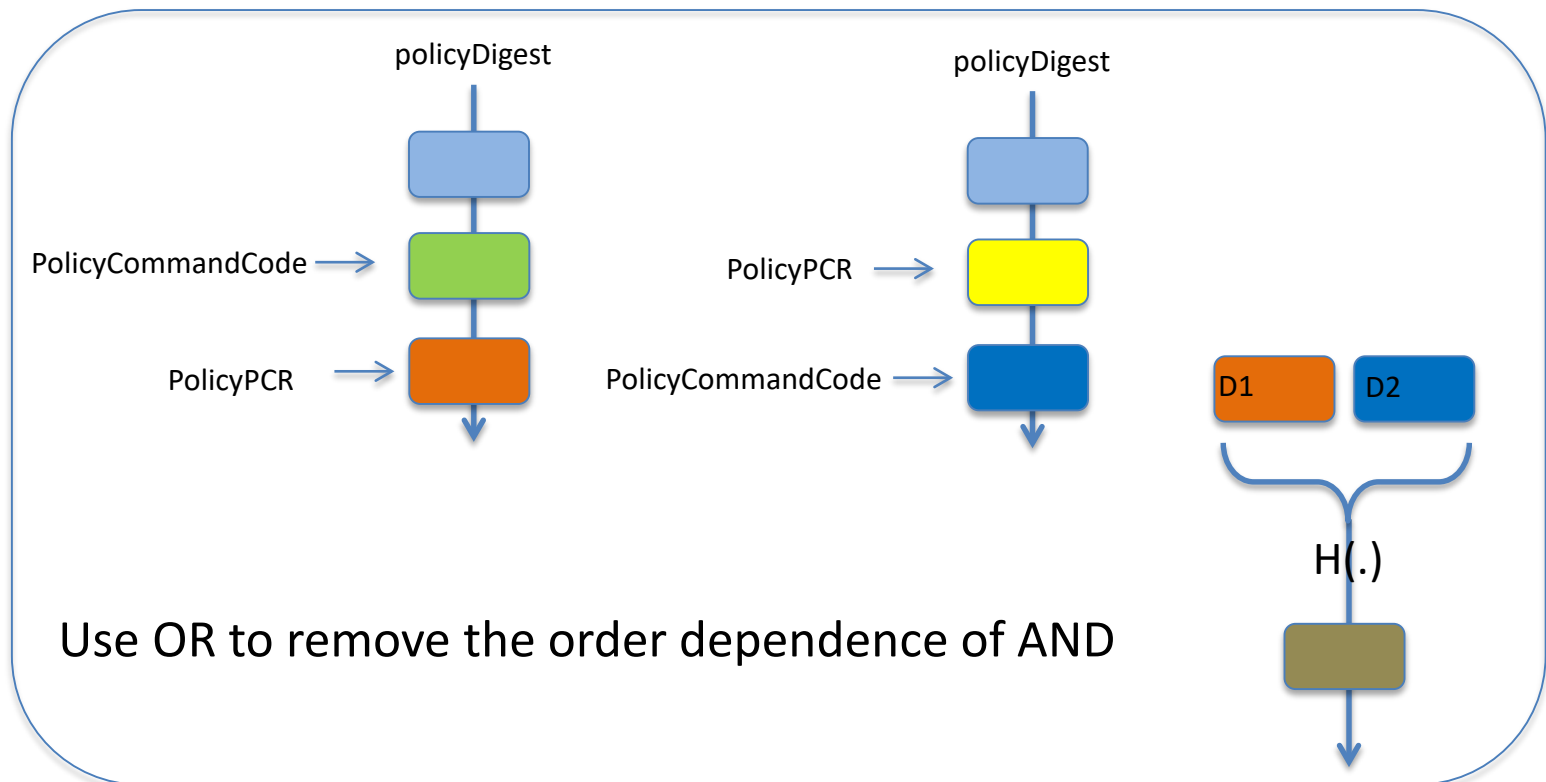 policyDigest
PolicyCommandCode
PolicyPCR
policyDigest
PolicyPCR
PolicyCommandCode
D1
D2
H(.)
Use OR to remove the order dependence of AND